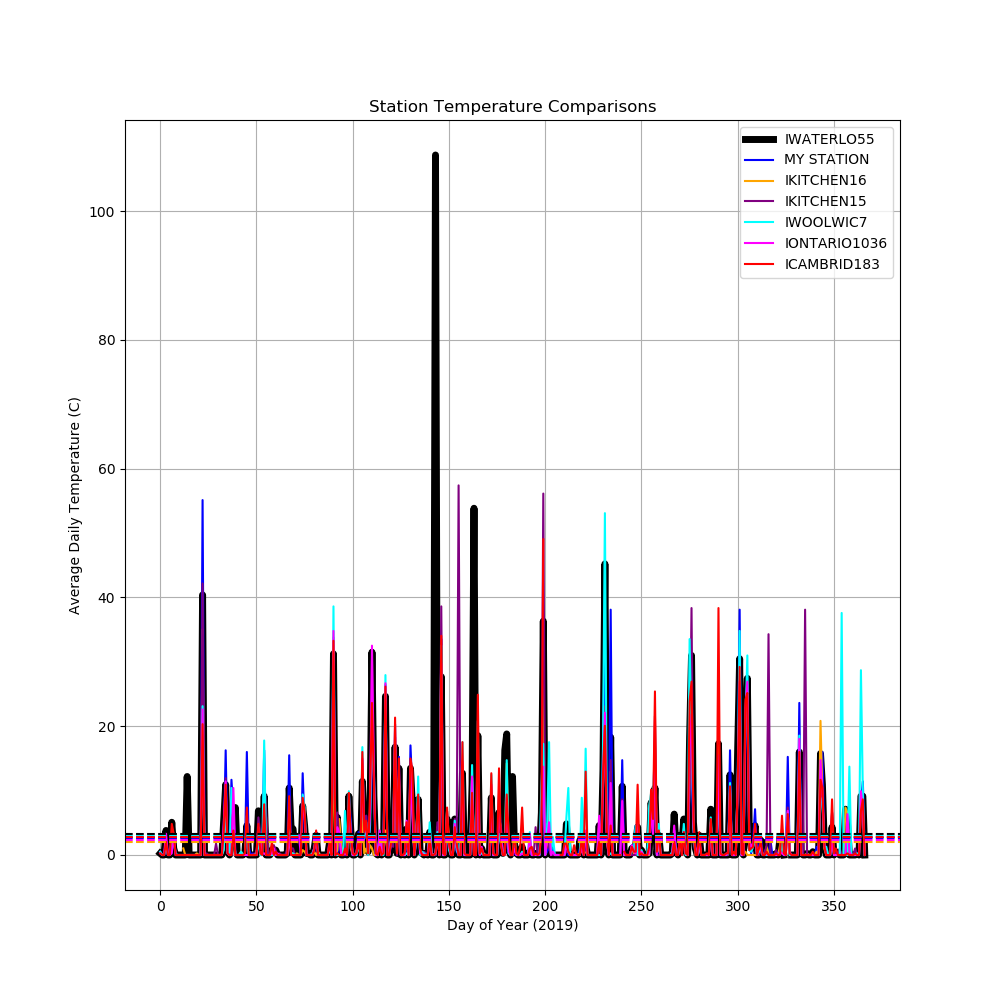 Station Temperature Comparisons
IWATERLO55
MY STATION
IKITCHEN16
IKITCHEN15
IWOOLWIC7
IONTARIO1036
ICAMBRID183
100
80
60
40
20
0
Average Daily Temperature (C)
0 50 100 150 200 250 300 350
Day of Year (2019)